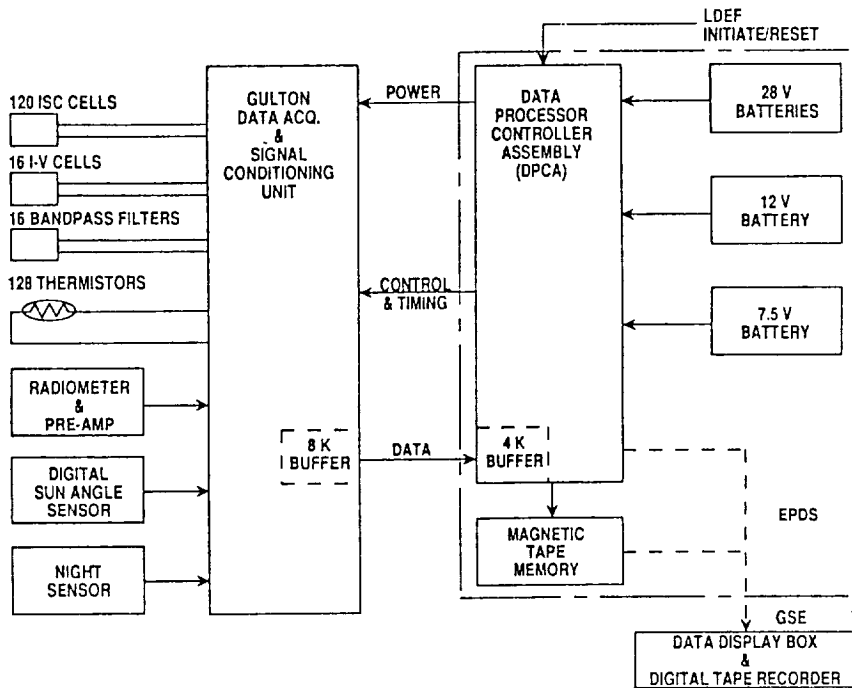 LDEF
INITIATE/RESET
120 ISC CELLS
16 I-V CELLS
16 BANDPASS FILTERS
128 THERMISTORS
RADIOMETER
&
PRE-AMP
DIGITAL
SUN ANGLE
SENSOR
NIGHT
SENSOR
GULTON
DATA ACQ.
&
SIGNAL
CONDITIONING
UNIT
8 K
BUFFER
POWER
CONTROL
& TIMING
DATA
DATA
PROCESSOR
CONTROLLER
ASSEMBLY
(DPCA)
4 K
BUFFER
MAGNETIC
TAPE
MEMORY
28 V
BATTERIES
12 V
BATTERY
7.5 V
BATTERY
EPDS
GSE
DATA DISPLAY BOX
&
DIGITAL TAPE RECORDER